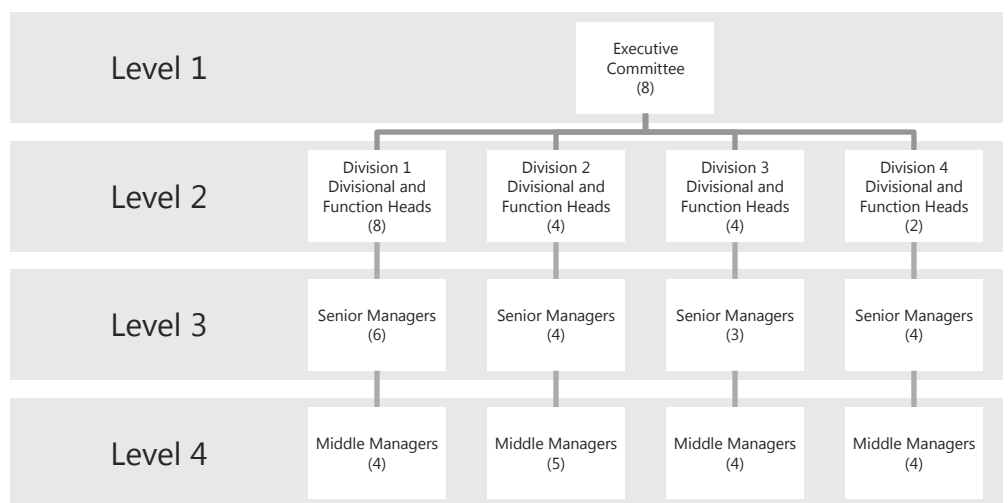 Level 1
Executive
Committee
(8)
Level 2
Division 1
Divisional and
Function Heads
(8)
Division 2
Divisional and
Function Heads
(4)
Division 3
Divisional and
Function Heads
(4)
Division 4
Divisional and
Function Heads
(2)
Level 3
Senior Managers
(6)
Senior Managers
(4)
Senior Managers
(3)
Senior Managers
(4)
Level 4
Middle Managers
(4)
Middle Managers
(5)
Middle Managers
(4)
Middle Managers
(4)